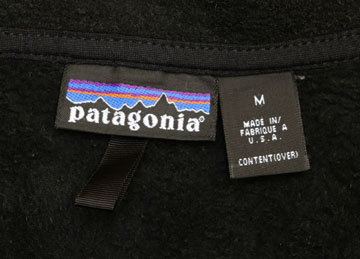 patagonia®
M
MADE IN/
FABRIQUE A
U.S.A.
CONTENT(OVER)